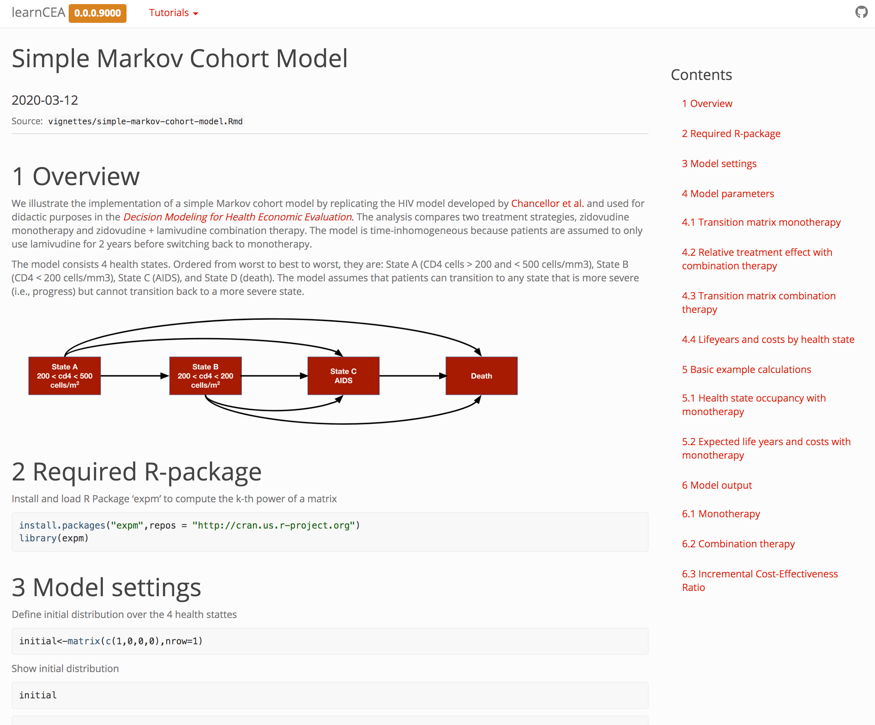 learnCEA 0.0.0.9000 Tutorials
Simple Markov Cohort Model
2020-03-12
Source: vignettes/simple-markov-cohort-model.Rmd
1 Overview
We illustrate the implementation of a simple Markov cohort model by replicating the HIV model developed by Chancellor et al. and used for
didactic purposes in the Decision Modeling for Health Economic Evaluation. The analysis compares two treatment strategies, zidovudine
monotherapy and zidovudine + lamivudine combination therapy. The model is time-inhomogeneous because patients are assumed to only
use lamivudine for 2 years before switching back to monotherapy.
The model consists 4 health states. Ordered from worst to best to worst, they are: State A (CD4 cells > 200 and < 500 cells/mm3), State B
(CD4 < 200 cells/mm3), State C (AIDS), and State D (death). The model assumes that patients can transition to any state that is more severe
(i.e., progress) but cannot transition back to a more severe state.
State A
200 < cd4 < 500
cells/m²
State B
200 < cd4 < 200
cells/m²
State C
AIDS
Death
2 Required R-package
Install and load R Package ‘expm’ to compute the k-th power of a matrix
install.packages("expm",repos = "http://cran.us.r-project.org")
library(expm)
3 Model settings
Define initial distribution over the 4 health stattes
initial<-matrix(c(1,0,0,0),nrow=1)
Show initial distribution
initial
Contents
1 Overview
2 Required R-package
3 Model settings
4 Model parameters
4.1 Transition matrix monotherapy
4.2 Relative treatment effect with
combination therapy
4.3 Transition matrix combination
therapy
4.4 Lifeyears and costs by health state
5 Basic example calculations
5.1 Health state occupancy with
monotherapy
5.2 Expected life years and costs with
monotherapy
6 Model output
6.1 Monotherapy
6.2 Combination therapy
6.3 Incremental Cost-Effectiveness
Ratio